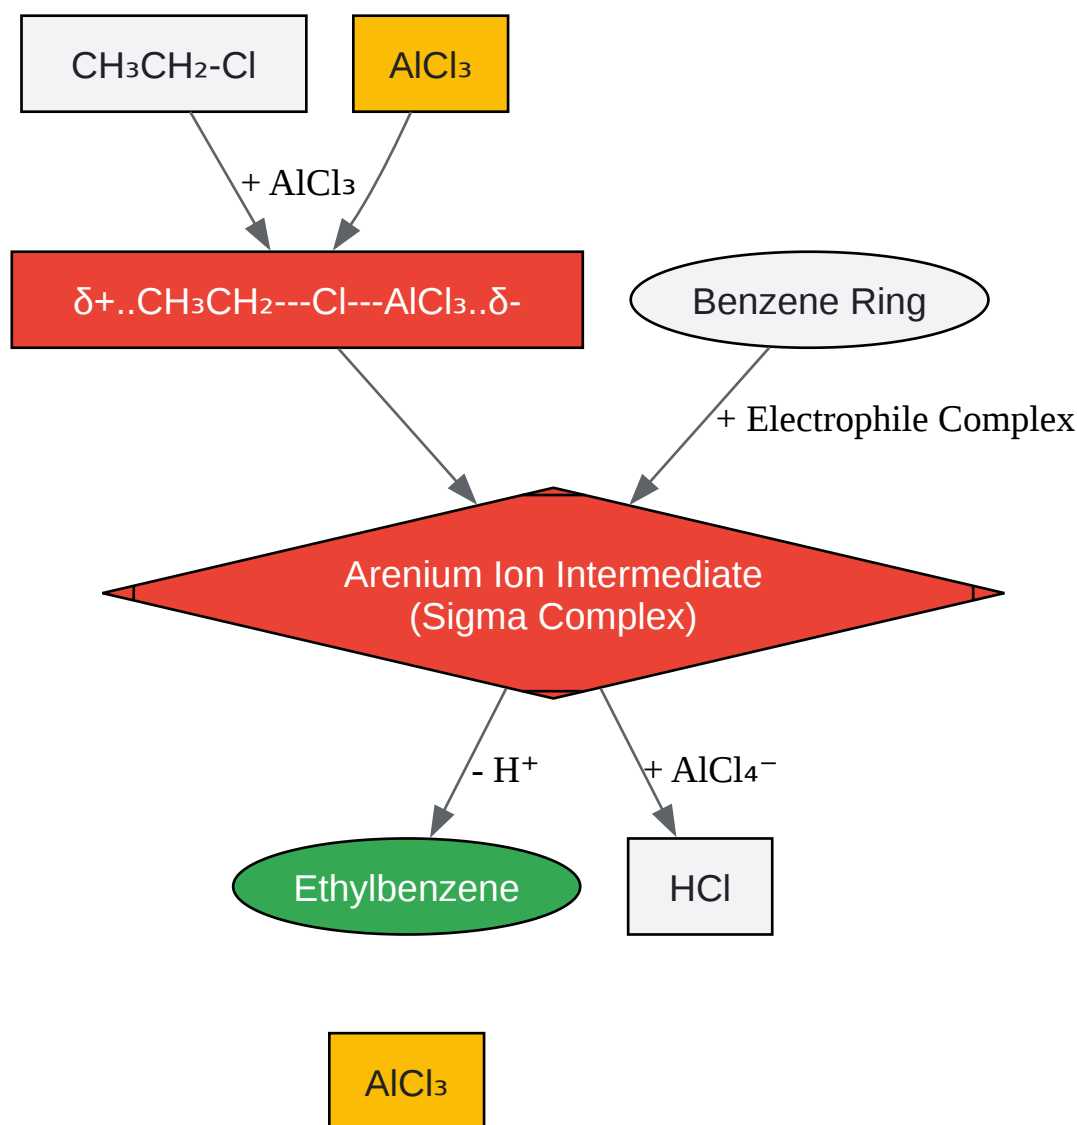 CH₃CH₂-Cl
AlCl₃
+ AlCl₃
δ+..CH₃CH₂---Cl---AlCl₃..δ-
Benzene Ring
+ Electrophile Complex
Arenium Ion Intermediate
(Sigma Complex)
- H⁺
+ AlCl₄⁻
Ethylbenzene
HCl
AlCl₃